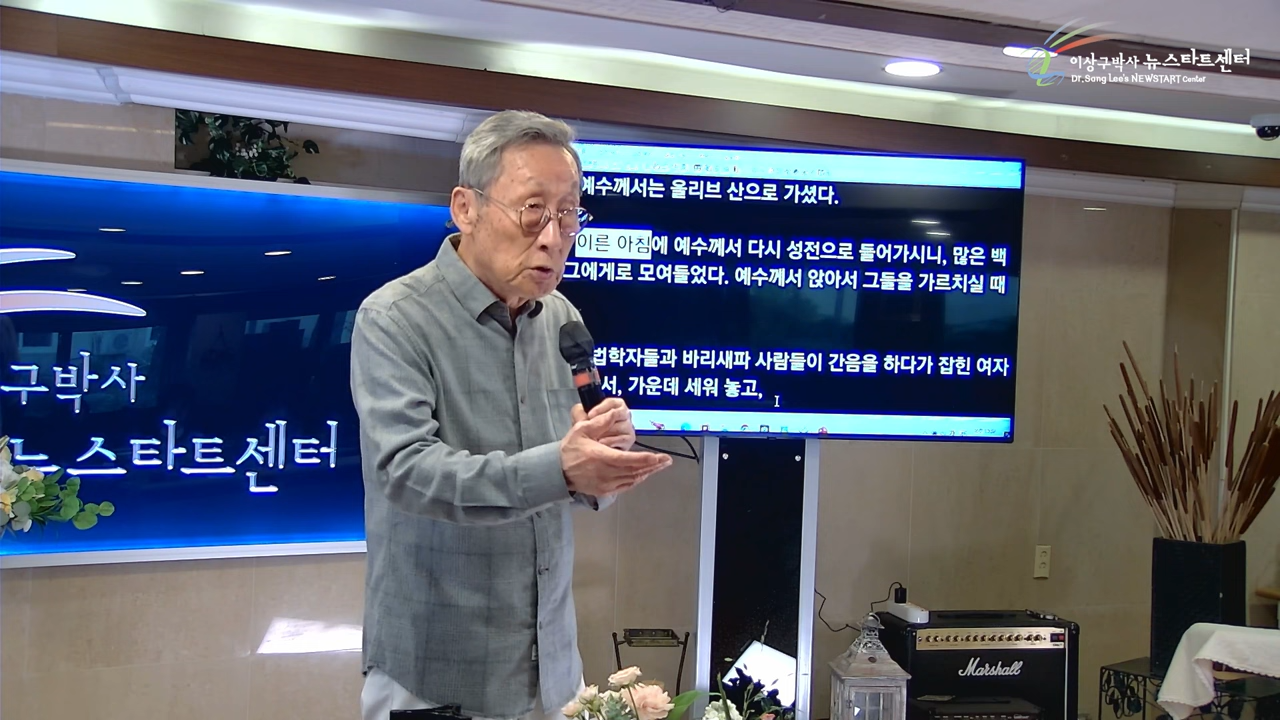 이상구박사 뉴스타트센터
Dr.Sang Lee's NEWSTART Center
예수께서는 올리브 산으로 가셨다.
이른 아침에 예수께서 다시 성전으로 들어가시니, 많은 백
그에게로 모여들었다. 예수께서 앉아서 그들을 가르치실 때
법학자들과 바리새파 사람들이 간음을 하다가 잡힌 여자
서, 가운데 세워 놓고,
구박사
뉴스타트센터
Marshall